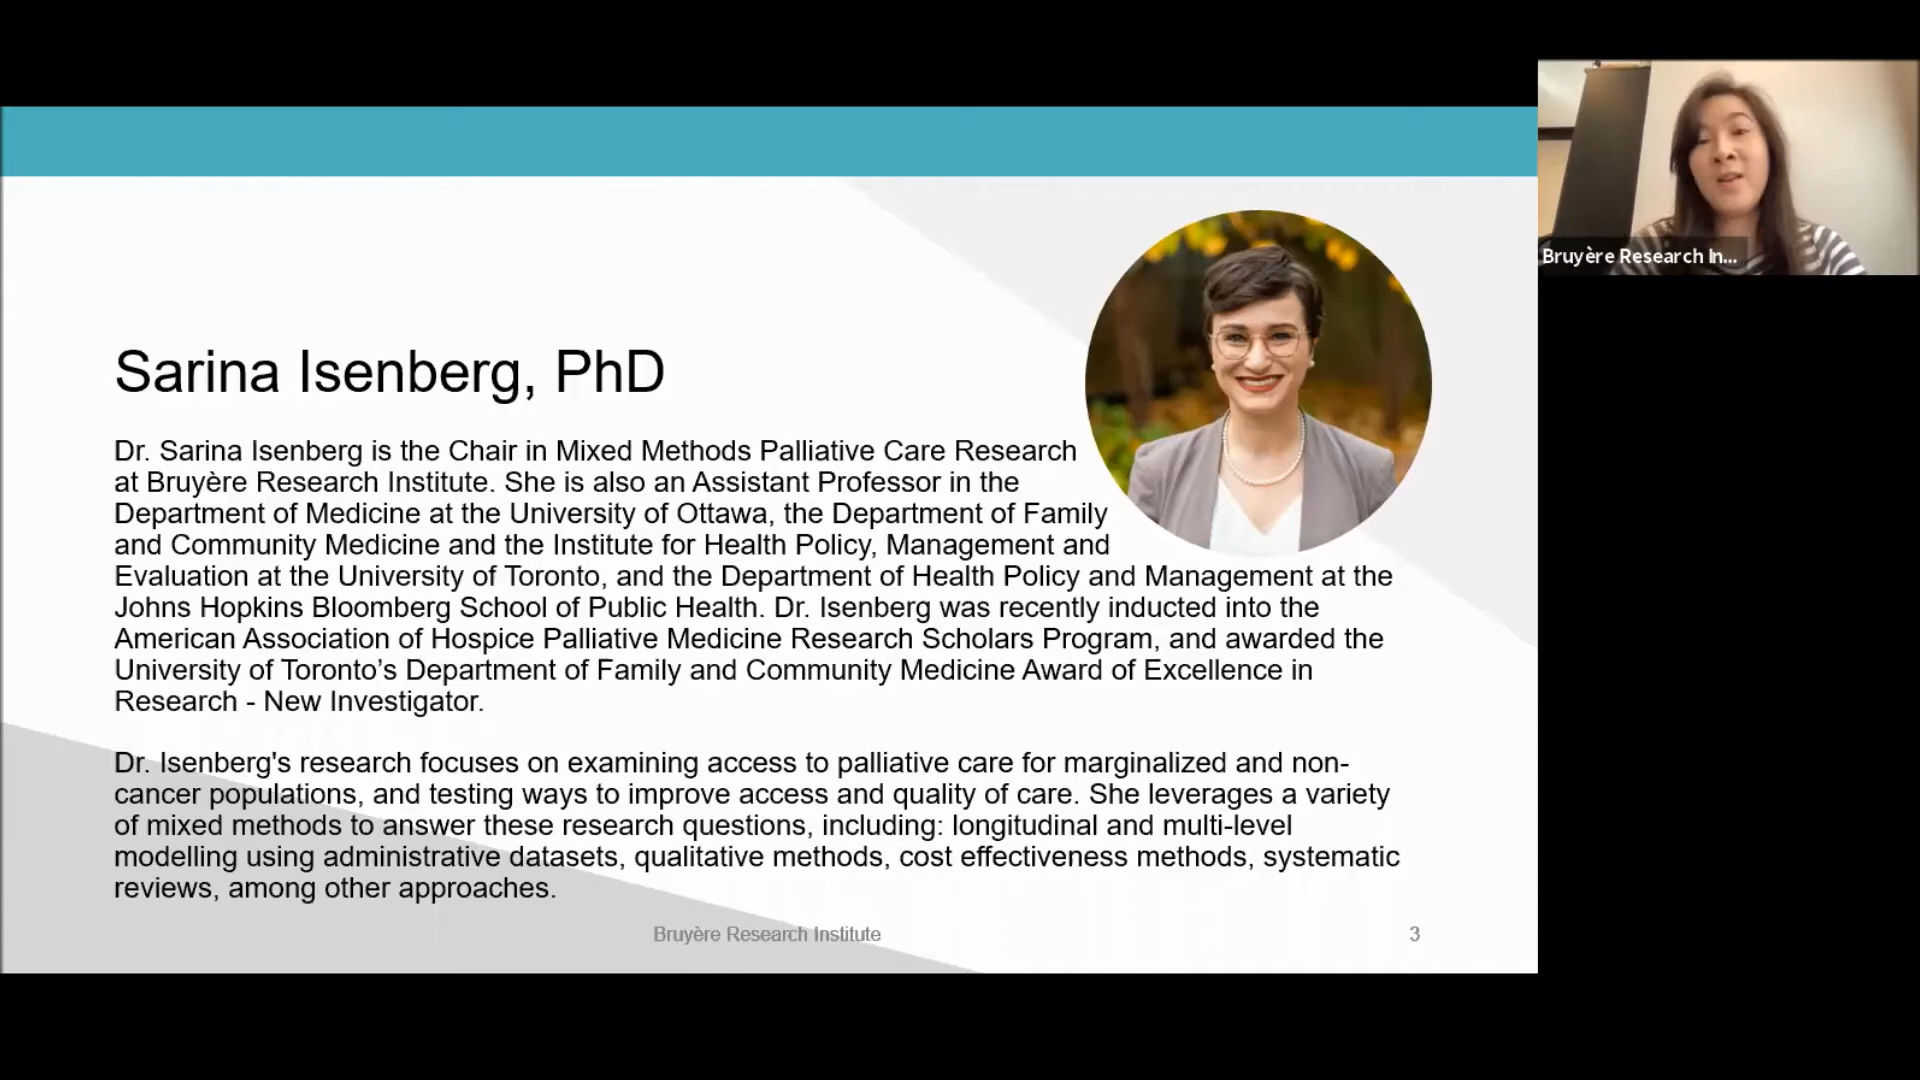 Sarina Isenberg, PhD
Dr. Sarina Isenberg is the Chair in Mixed Methods Palliative Care Research
at Bruyère Research Institute. She is also an Assistant Professor in the
Department of Medicine at the University of Ottawa, the Department of Family
and Community Medicine and the Institute for Health Policy, Management and
Evaluation at the University of Toronto, and the Department of Health Policy and Management at the
Johns Hopkins Bloomberg School of Public Health. Dr. Isenberg was recently inducted into the
American Association of Hospice Palliative Medicine Research Scholars Program, and awarded the
University of Toronto’s Department of Family and Community Medicine Award of Excellence in
Research - New Investigator.
Dr. Isenberg's research focuses on examining access to palliative care for marginalized and non-
cancer populations, and testing ways to improve access and quality of care. She leverages a variety
of mixed methods to answer these research questions, including: longitudinal and multi-level
modelling using administrative datasets, qualitative methods, cost effectiveness methods, systematic
reviews, among other approaches.
Bruyère Research Institute
3
Bruyère Research In...